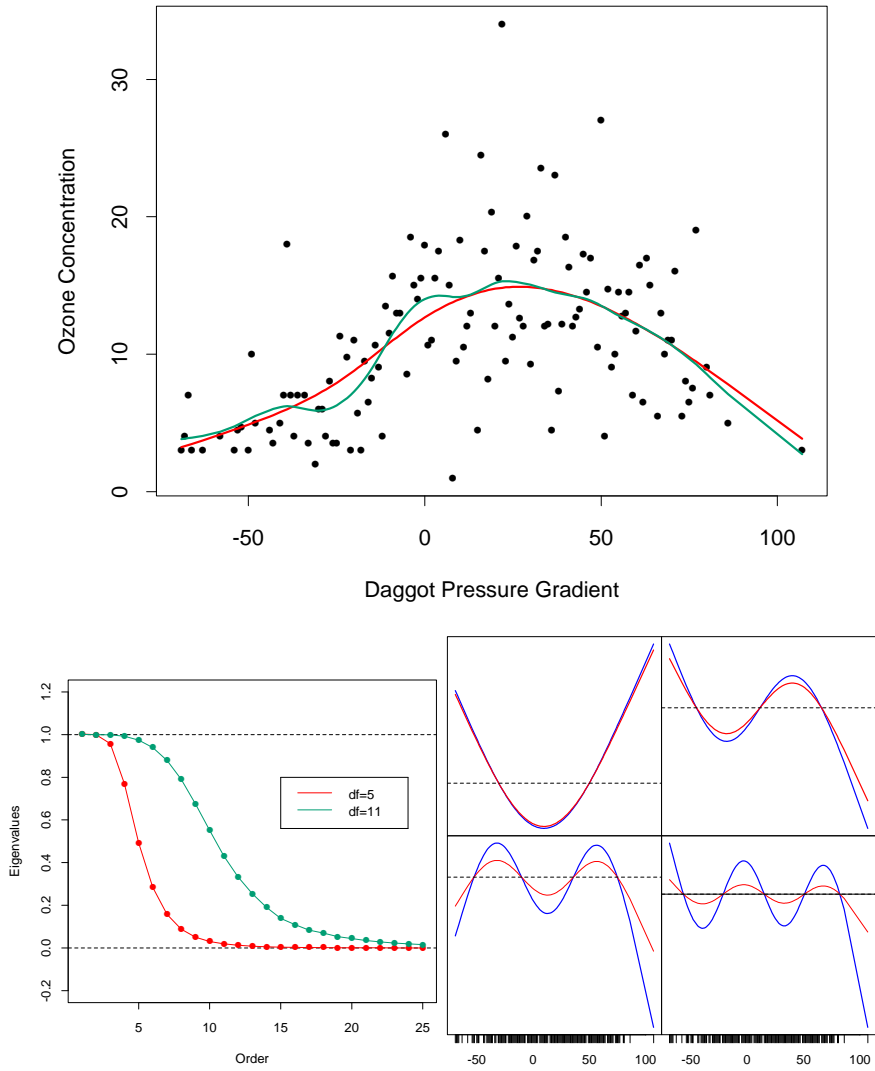 30
20
10
0
Ozone Concentration
-50 0 50 100
Daggot Pressure Gradient
1.2
1.0
0.8
0.6
0.4
0.2
0.0
-0.2
Eigenvalues
df=5
df=11
5 10 15 20 25
Order
-50 0 50 100
-50 0 50 100